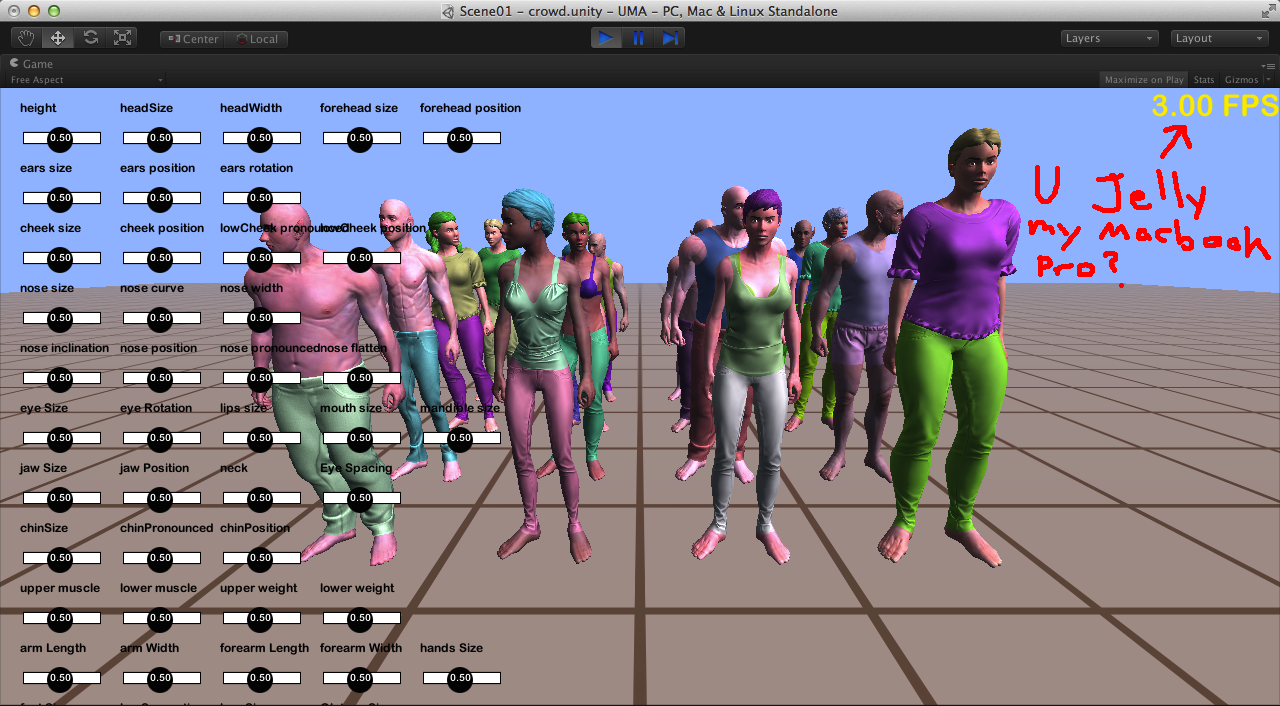 Scene01 – crowd.unity – UMA – PC, Mac & Linux Standalone
Center Local Layers Layout
Game
Free Aspect Maximize on Play Stats Gizmos
3.00 FPS
height headSize headWidth forehead size forehead position
0.50 0.50 0.50 0.50 0.50
ears size ears position ears rotation
0.50 0.50 0.50
U Jelly
my Macbook
Pro?
cheek size cheek position lowCheek pronounced lowCheek position
0.50 0.50 0.50 0.50
nose size nose curve nose width
0.50 0.50 0.50
nose inclination nose position nose pronounced nose flatten
0.50 0.50 0.50 0.50
eye Size eye Rotation lips size mouth size mandible size
0.50 0.50 0.50 0.50 0.50
jaw Size jaw Position neck Eye Spacing
0.50 0.50 0.50 0.50
chinSize chinPronounced chinPosition
0.50 0.50 0.50
upper muscle lower muscle upper weight lower weight
0.50 0.50 0.50 0.50
arm Length arm Width forearm Length forearm Width hands Size
0.50 0.50 0.50 0.50 0.50